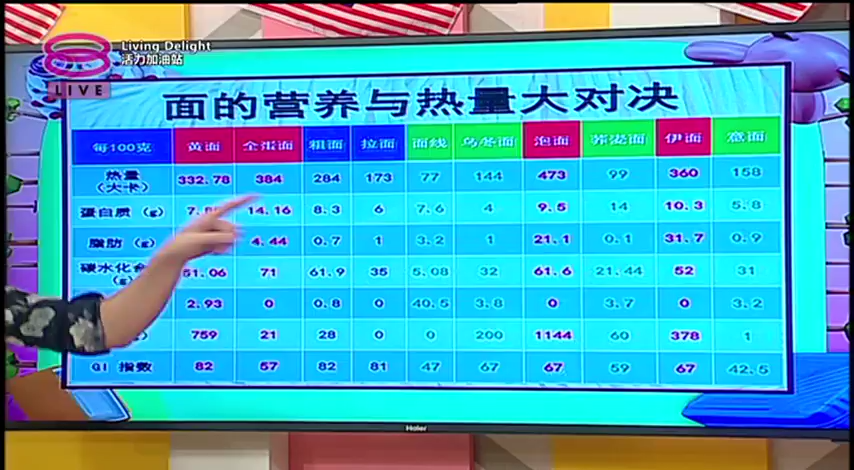 Living Delight
活力加油站
8
LIVE
面的营养与热量大对决
每100克 黄面 全蛋面 粗面 拉面 面线 乌冬面 泡面 荞麦面 伊面 意面
热量
(大卡) 332.78 384 284 173 77 144 473 99 360 158
蛋白质 (g) 14.16 8.3 6 7.6 4 9.5 14 10.3 5.8
脂肪 (g) 4.44 0.7 1 3.2 1 21.1 0.1 31.7 0.9
碳水化合
(g) 51.06 71 61.9 35 5.08 32 61.6 21.44 52 31
2.93 0 0.8 0 40.5 3.8 0 3.7 0 3.2
759 21 28 0 0 200 1144 60 378 1
GI 指数 82 57 82 81 47 67 67 59 67 42.5
Haier